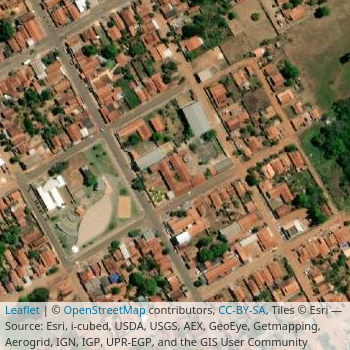 Leaflet | © OpenStreetMap contributors, CC-BY-SA, Tiles © Esri —
Source: Esri, i-cubed, USDA, USGS, AEX, GeoEye, Getmapping,
Aerogrid, IGN, IGP, UPR-EGP, and the GIS User Community